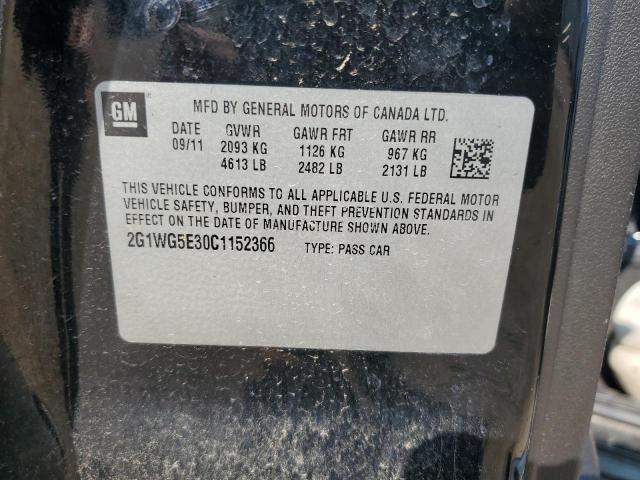 GM
MFD BY GENERAL MOTORS OF CANADA LTD.
DATE GVWR GAWR FRT GAWR RR
09/11 2093 KG 1126 KG 967 KG
4613 LB 2482 LB 2131 LB
THIS VEHICLE CONFORMS TO ALL APPLICABLE U.S. FEDERAL MOTOR
VEHICLE SAFETY, BUMPER, AND THEFT PREVENTION STANDARDS IN
EFFECT ON THE DATE OF MANUFACTURE SHOWN ABOVE.
2G1WG5E30C1152366 TYPE: PASS CAR